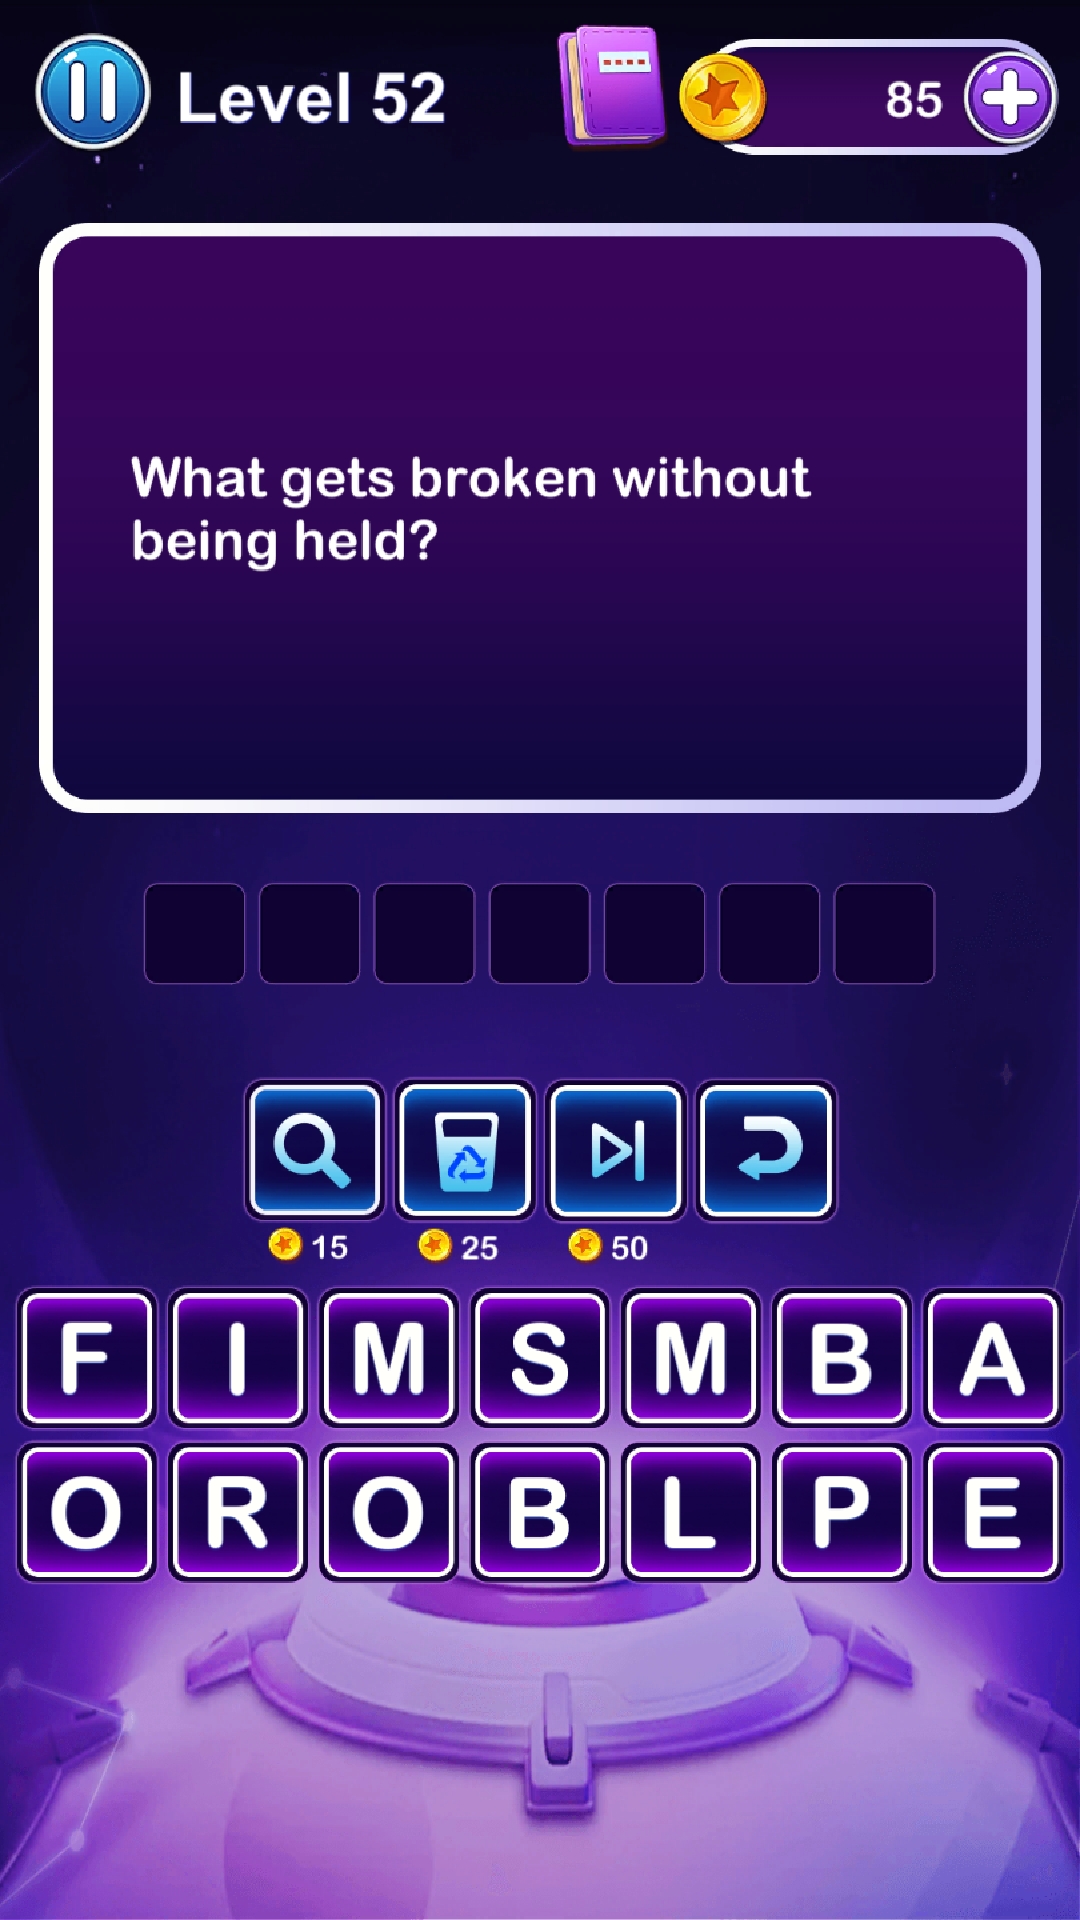 Level 52
85
What gets broken without
being held?
15 25 50
F I M S M B A
O R O B L P E